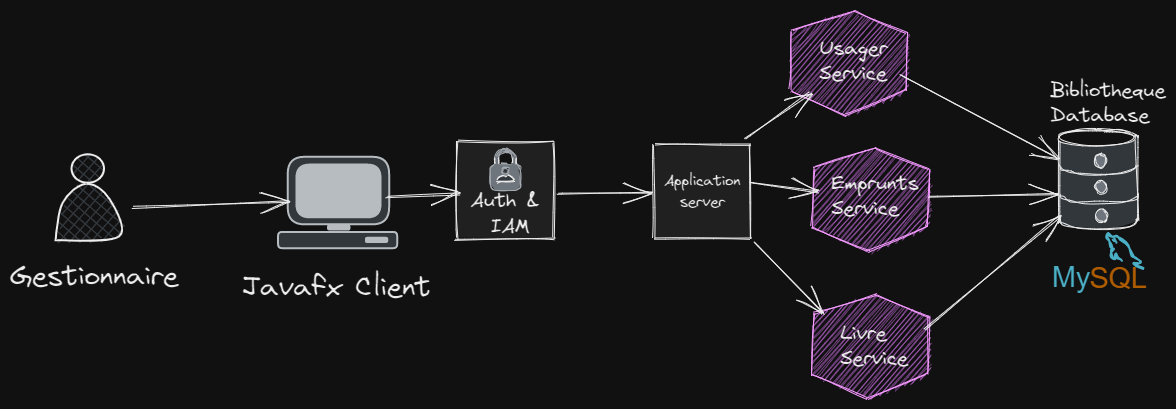 Gestionnaire
Javafx Client
Auth &
IAM
Application
server
Usager
Service
Emprunts
Service
Livre
Service
Bibliotheque
Database
MySQL